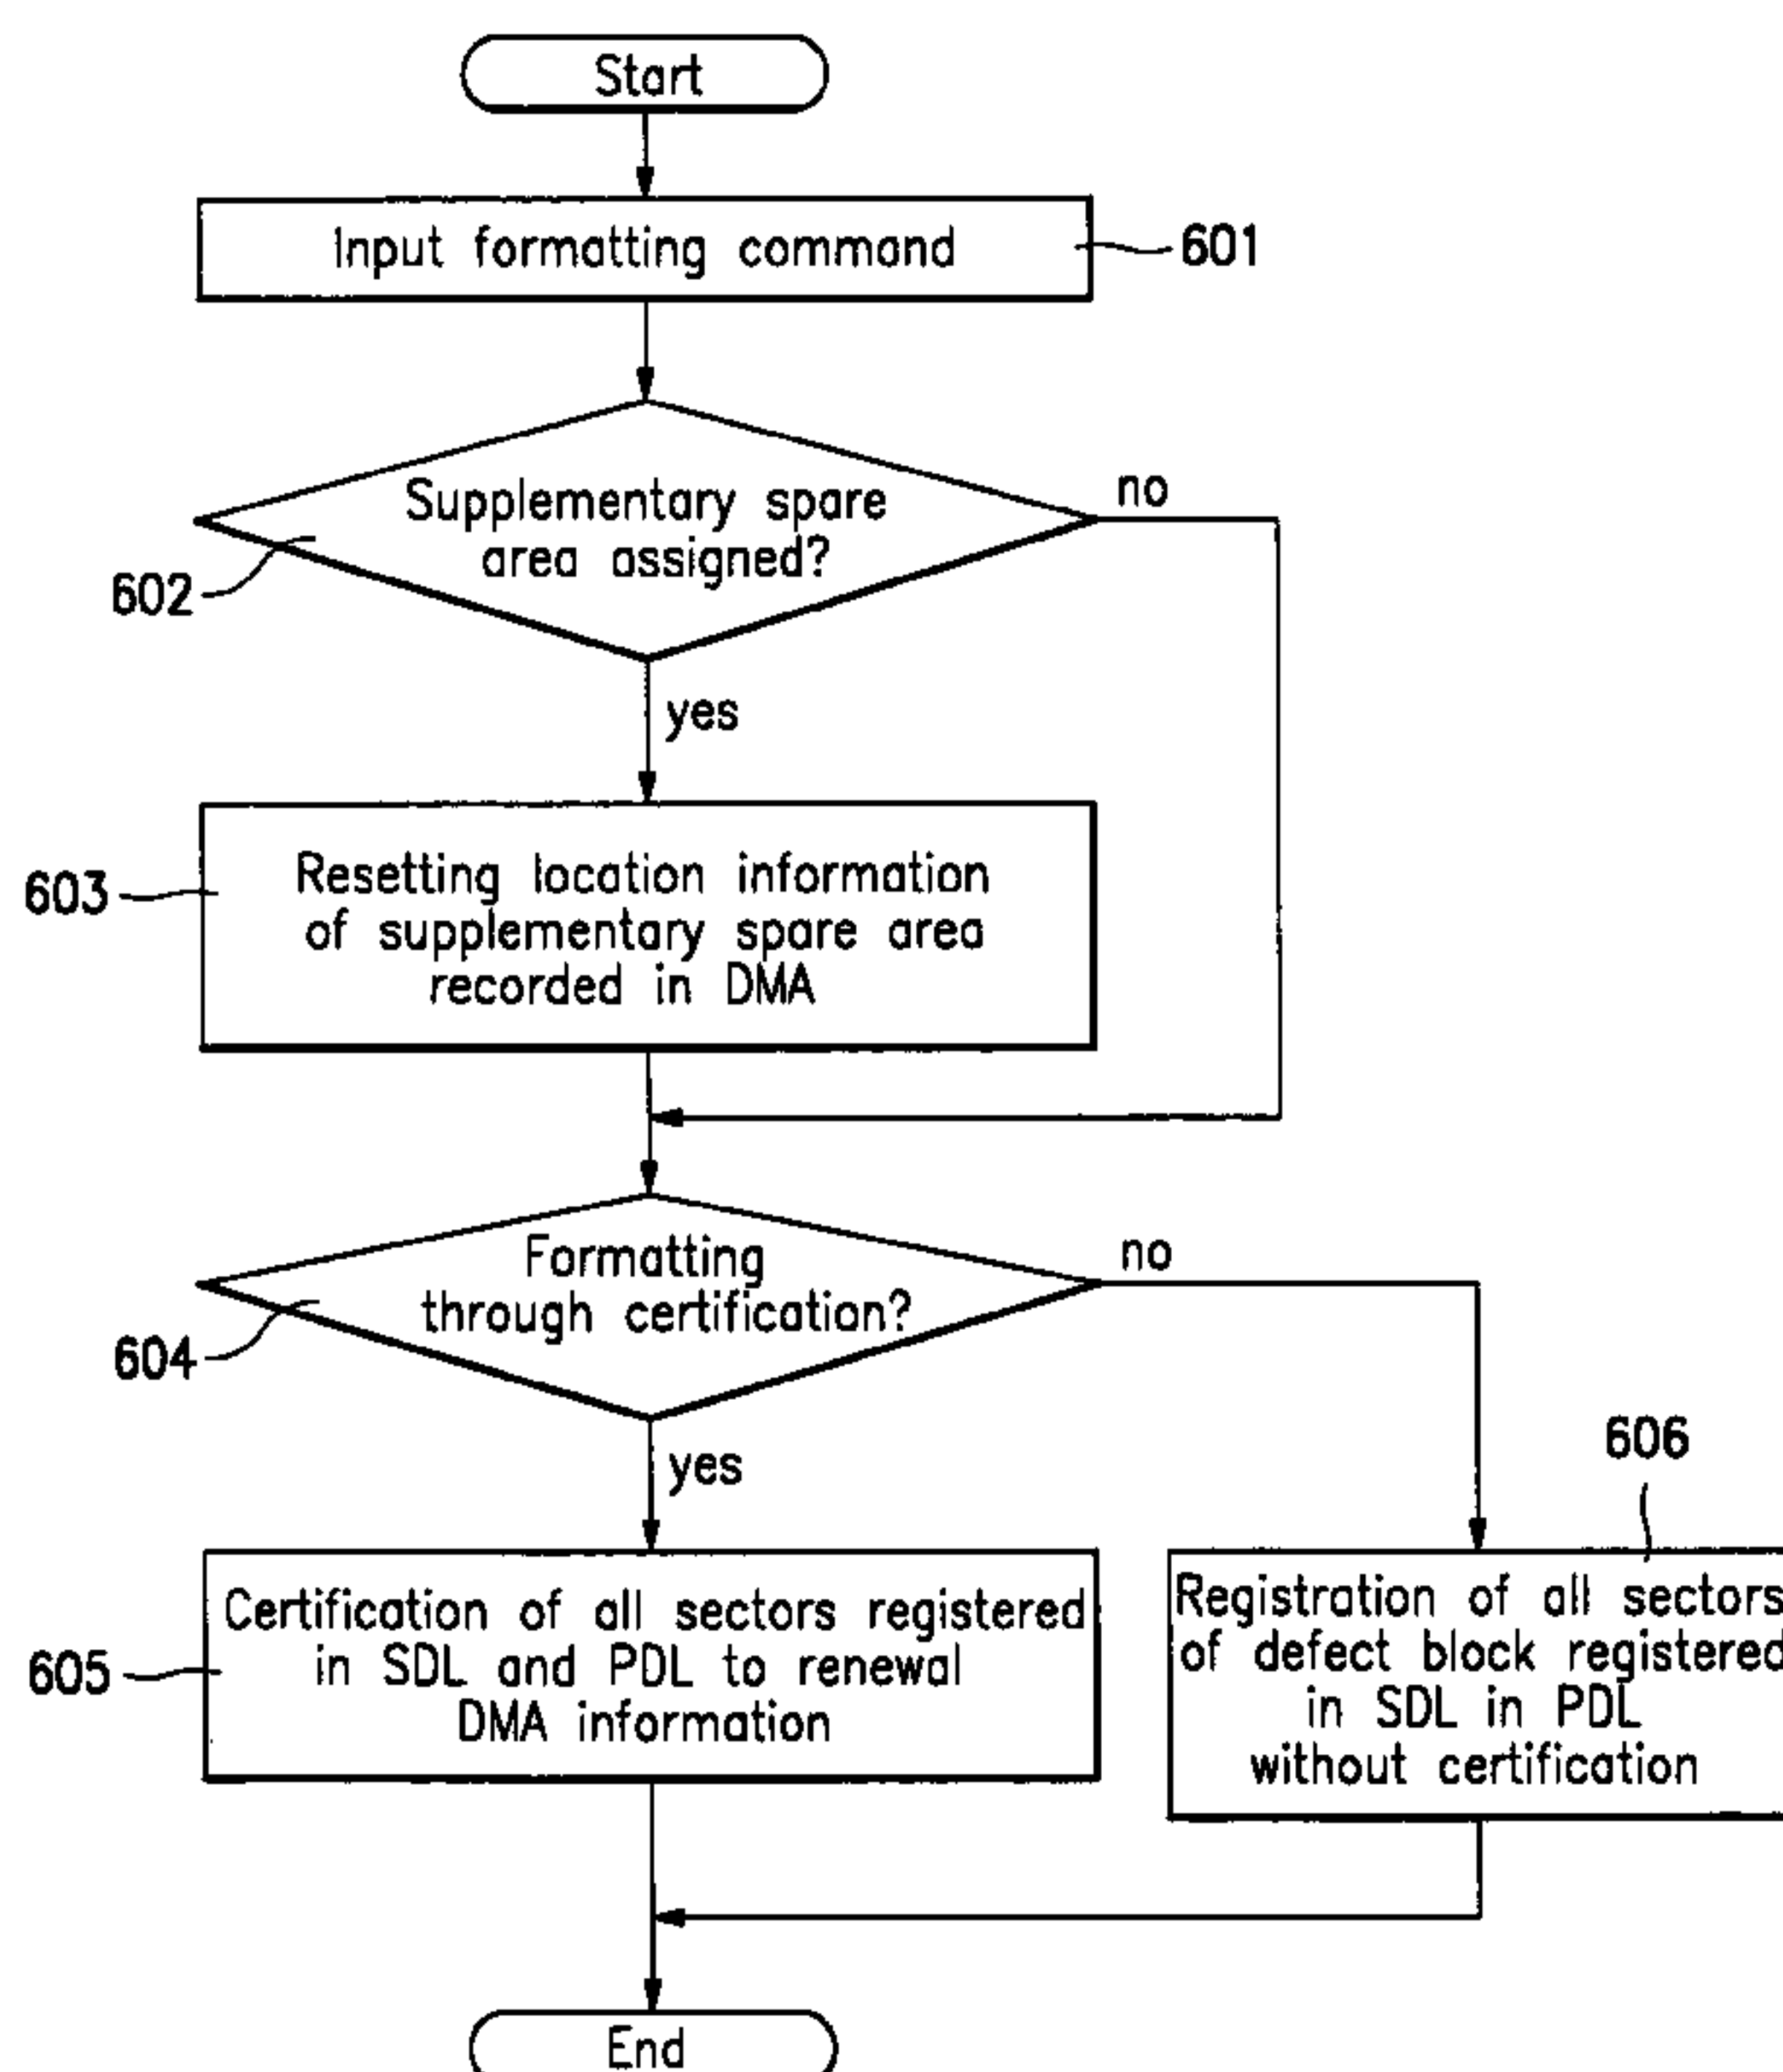 Start
Input formatting command
601
Supplementary spare
area assigned?
no
602
yes
Resetting location information
of supplementary spare area
recorded in DMA
603
Formatting
through certification?
no
604
yes
606
Certification of all sectors registered
in SDL and PDL to renewal
DMA information
605
Registration of all sectors
of defect block registered
in SDL in PDL
without certification
End